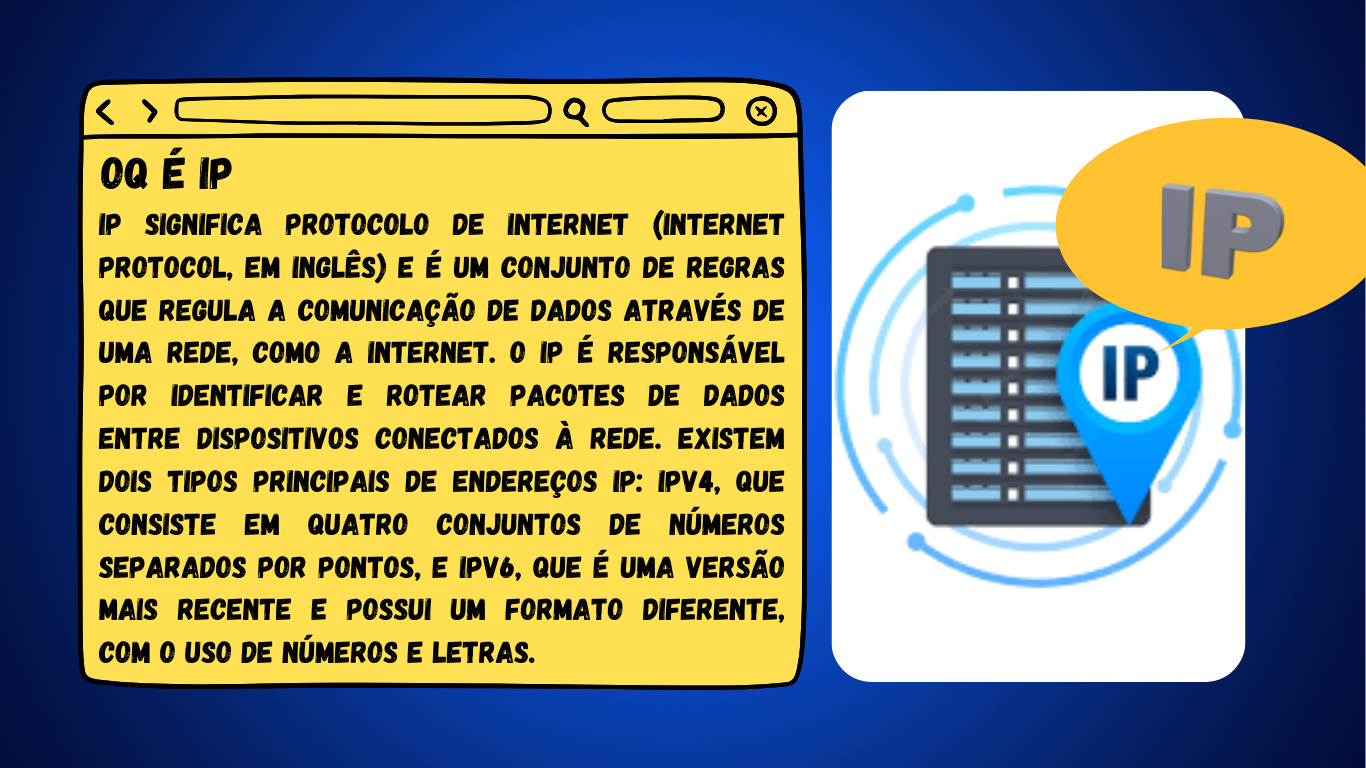 OQ É IP
IP SIGNIFICA PROTOCOLO DE INTERNET (INTERNET
PROTOCOL, EM INGLÊS) E É UM CONJUNTO DE REGRAS
QUE REGULA A COMUNICAÇÃO DE DADOS ATRAVÉS DE
UMA REDE, COMO A INTERNET. O IP É RESPONSÁVEL
POR IDENTIFICAR E ROTEAR PACOTES DE DADOS
ENTRE DISPOSITIVOS CONECTADOS À REDE. EXISTEM
DOIS TIPOS PRINCIPAIS DE ENDEREÇOS IP: IPV4, QUE
CONSISTE EM QUATRO CONJUNTOS DE NÚMEROS
SEPARADOS POR PONTOS, E IPV6, QUE É UMA VERSÃO
MAIS RECENTE E POSSUI UM FORMATO DIFERENTE,
COM O USO DE NÚMEROS E LETRAS.
IP
IP